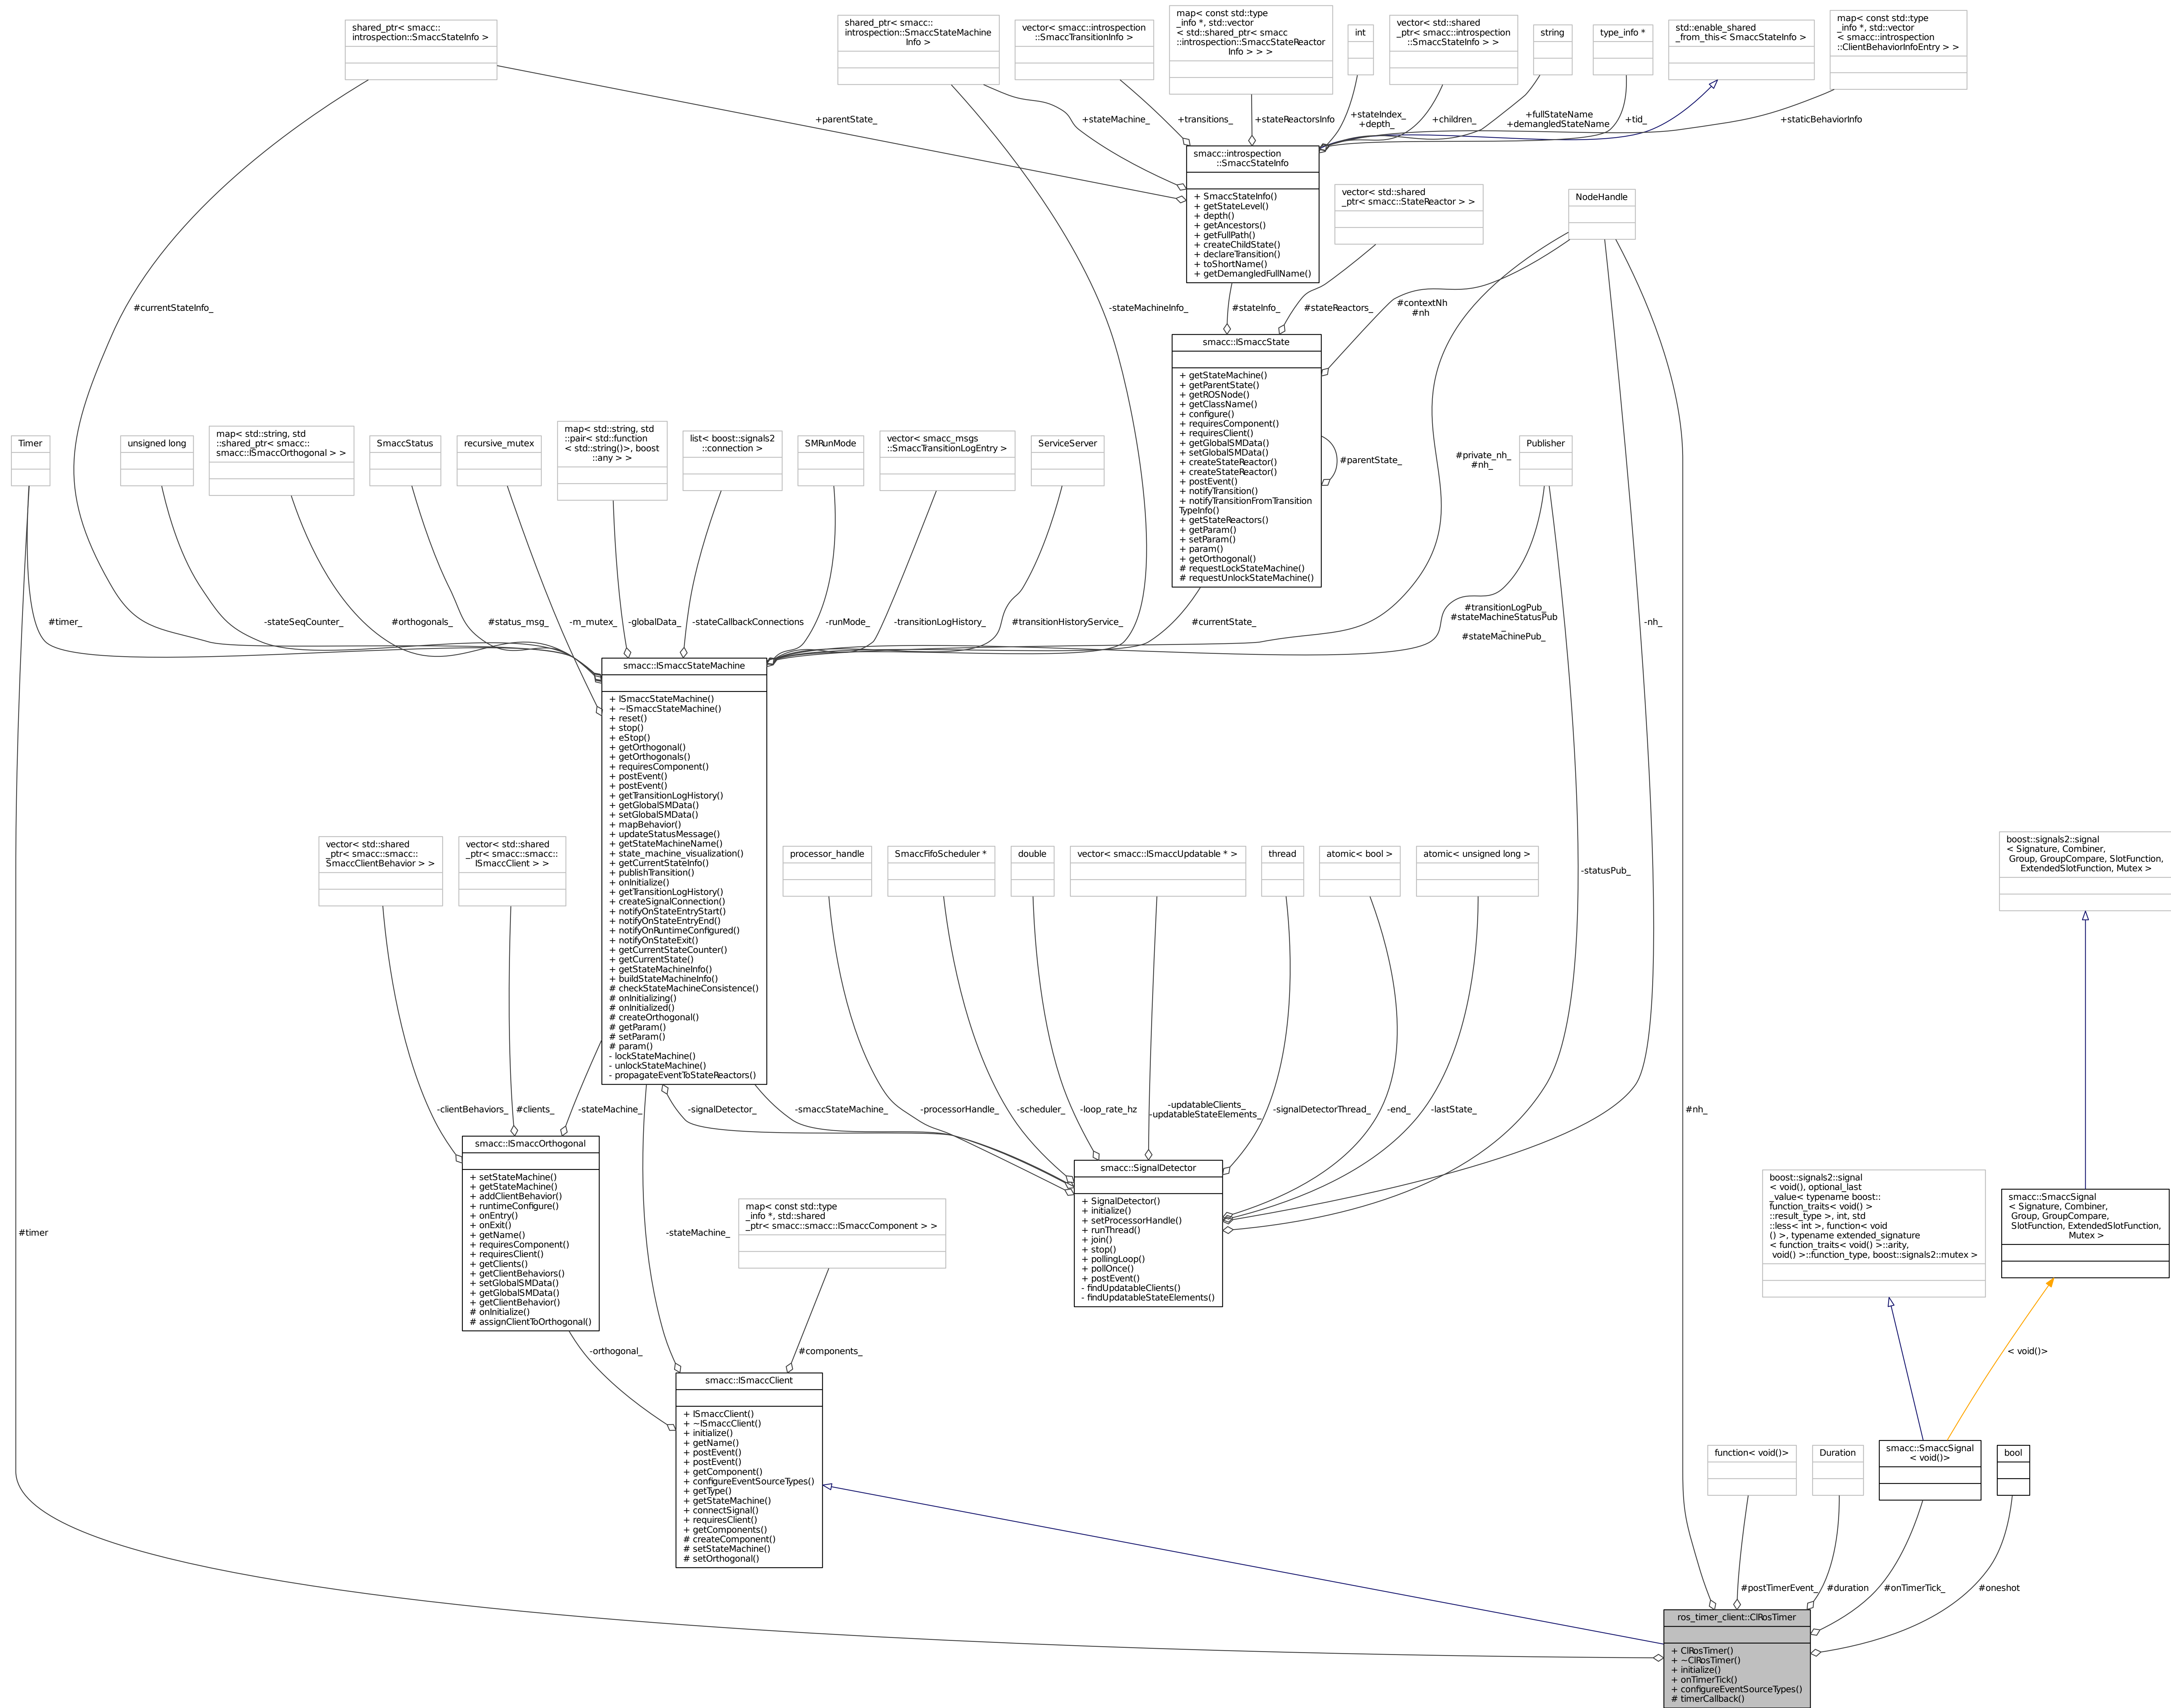 shared_ptr< smacc::
introspection::SmaccStateInfo >
shared_ptr< smacc::
introspection::SmaccStateMachine
Info >
vector< smacc::introspection
::SmaccTransitionInfo >
map< const std::type
_info *, std::vector
< std::shared_ptr< smacc
::introspection::SmaccStateReactor
Info > > >
int
vector< std::shared
_ptr< smacc::introspection
::SmaccStateInfo > >
string
type_info *
std::enable_shared
_from_this< SmaccStateInfo >
map< const std::type
_info *, std::vector
< smacc::introspection
::ClientBehaviorInfoEntry > >
+parentState_
+stateMachine_
+transitions_
+stateReactorsInfo
+stateIndex_
+depth_
+children_
+fullStateName
+demangledStateName
+tid_
+staticBehaviorInfo
smacc::introspection
::SmaccStateInfo
+ SmaccStateInfo()
+ getStateLevel()
+ depth()
+ getAncestors()
+ getFullPath()
+ createChildState()
+ declareTransition()
+ toShortName()
+ getDemangledFullName()
vector< std::shared
_ptr< smacc::StateReactor > >
NodeHandle
#currentStateInfo_
-stateMachineInfo_
#stateInfo_
#stateReactors_
#contextNh
#nh
smacc::ISmaccState
+ getStateMachine()
+ getParentState()
+ getROSNode()
+ getClassName()
+ configure()
+ requiresComponent()
+ requiresClient()
+ getGlobalSMData()
+ setGlobalSMData()
+ createStateReactor()
+ createStateReactor()
+ postEvent()
+ notifyTransition()
+ notifyTransitionFromTransition
TypeInfo()
+ getStateReactors()
+ getParam()
+ setParam()
+ param()
+ getOrthogonal()
# requestLockStateMachine()
# requestUnlockStateMachine()
#parentState_
#private_nh_
#nh_
Timer
unsigned long
map< std::string, std
::shared_ptr< smacc::
smacc::ISmaccOrthogonal > >
SmaccStatus
recursive_mutex
map< std::string, std
::pair< std::function
< std::string()>, boost
::any > >
list< boost::signals2
::connection >
SMRunMode
vector< smacc_msgs
::SmaccTransitionLogEntry >
ServiceServer
Publisher
#timer_
-stateSeqCounter_
#orthogonals_
#status_msg_
-m_mutex_
-globalData_
-stateCallbackConnections
-runMode_
-transitionLogHistory_
#transitionHistoryService_
#currentState_
#transitionLogPub_
#stateMachineStatusPub
_
#stateMachinePub_
-nh_
smacc::ISmaccStateMachine
+ ISmaccStateMachine()
+ ~ISmaccStateMachine()
+ reset()
+ stop()
+ eStop()
+ getOrthogonal()
+ getOrthogonals()
+ requiresComponent()
+ postEvent()
+ postEvent()
+ getTransitionLogHistory()
+ getGlobalSMData()
+ setGlobalSMData()
+ mapBehavior()
+ updateStatusMessage()
+ getStateMachineName()
+ state_machine_visualization()
+ getCurrentStateInfo()
+ publishTransition()
+ onInitialize()
+ getTransitionLogHistory()
+ createSignalConnection()
+ notifyOnStateEntryStart()
+ notifyOnStateEntryEnd()
+ notifyOnRuntimeConfigured()
+ notifyOnStateExit()
+ getCurrentStateCounter()
+ getCurrentState()
+ getStateMachineInfo()
+ buildStateMachineInfo()
# checkStateMachineConsistence()
# onInitializing()
# onInitialized()
# createOrthogonal()
# getParam()
# setParam()
# param()
- lockStateMachine()
- unlockStateMachine()
- propagateEventToStateReactors()
vector< std::shared
_ptr< smacc::smacc::
SmaccClientBehavior > >
vector< std::shared
_ptr< smacc::smacc::
ISmaccClient > >
processor_handle
SmaccFifoScheduler *
double
vector< smacc::ISmaccUpdatable * >
thread
atomic< bool >
atomic< unsigned long >
-statusPub_
boost::signals2::signal
< Signature, Combiner,
Group, GroupCompare, SlotFunction,
ExtendedSlotFunction, Mutex >
-clientBehaviors_
#clients_
-stateMachine_
-signalDetector_
-smaccStateMachine_
-processorHandle_
-scheduler_
-loop_rate_hz
-updatableClients_
-updatableStateElements_
-signalDetectorThread_
-end_
-lastState_
#nh_
smacc::ISmaccOrthogonal
+ setStateMachine()
+ getStateMachine()
+ addClientBehavior()
+ runtimeConfigure()
+ onEntry()
+ onExit()
+ getName()
+ requiresComponent()
+ requiresClient()
+ getClients()
+ getClientBehaviors()
+ setGlobalSMData()
+ getGlobalSMData()
+ getClientBehavior()
# onInitialize()
# assignClientToOrthogonal()
smacc::SignalDetector
+ SignalDetector()
+ initialize()
+ setProcessorHandle()
+ runThread()
+ join()
+ stop()
+ pollingLoop()
+ pollOnce()
+ postEvent()
- findUpdatableClients()
- findUpdatableStateElements()
map< const std::type
_info *, std::shared
_ptr< smacc::smacc::ISmaccComponent > >
boost::signals2::signal
< void(), optional_last
_value< typename boost::
function_traits< void() >
::result_type >, int, std
::less< int >, function< void
() >, typename extended_signature
< function_traits< void() >::arity,
void() >::function_type, boost::signals2::mutex >
smacc::SmaccSignal
< Signature, Combiner,
Group, GroupCompare,
SlotFunction, ExtendedSlotFunction,
Mutex >
#timer
-stateMachine_
-orthogonal_
#components_
< void()>
smacc::ISmaccClient
+ ISmaccClient()
+ ~ISmaccClient()
+ initialize()
+ getName()
+ postEvent()
+ postEvent()
+ getComponent()
+ configureEventSourceTypes()
+ getType()
+ getStateMachine()
+ connectSignal()
+ requiresClient()
+ getComponents()
# createComponent()
# setStateMachine()
# setOrthogonal()
function< void()>
Duration
smacc::SmaccSignal
< void()>
bool
#postTimerEvent_
#duration
#onTimerTick_
#oneshot
ros_timer_client::ClRosTimer
+ ClRosTimer()
+ ~ClRosTimer()
+ initialize()
+ onTimerTick()
+ configureEventSourceTypes()
# timerCallback()